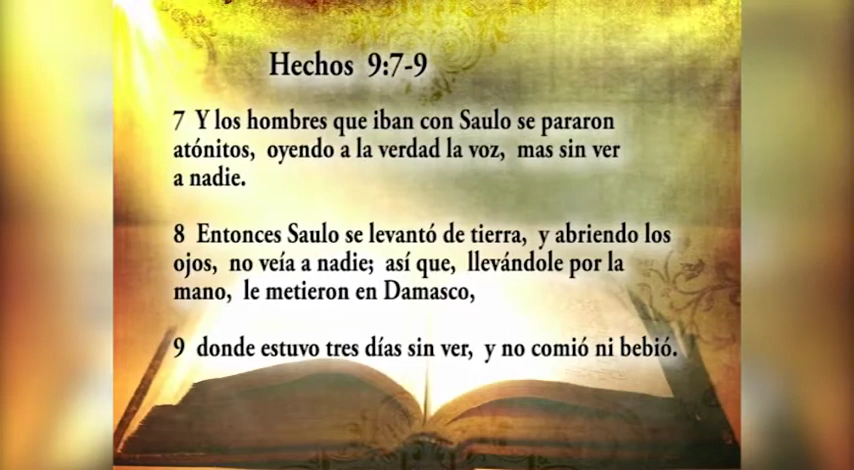 Hechos 9:7-9
7 Y los hombres que iban con Saulo se pararon
atónitos, oyendo a la verdad la voz, mas sin ver
a nadie.
8 Entonces Saulo se levantó de tierra, y abriendo los
ojos, no veía a nadie; así que, llevándole por la
mano, le metieron en Damasco,
9 donde estuvo tres días sin ver, y no comió ni bebió.